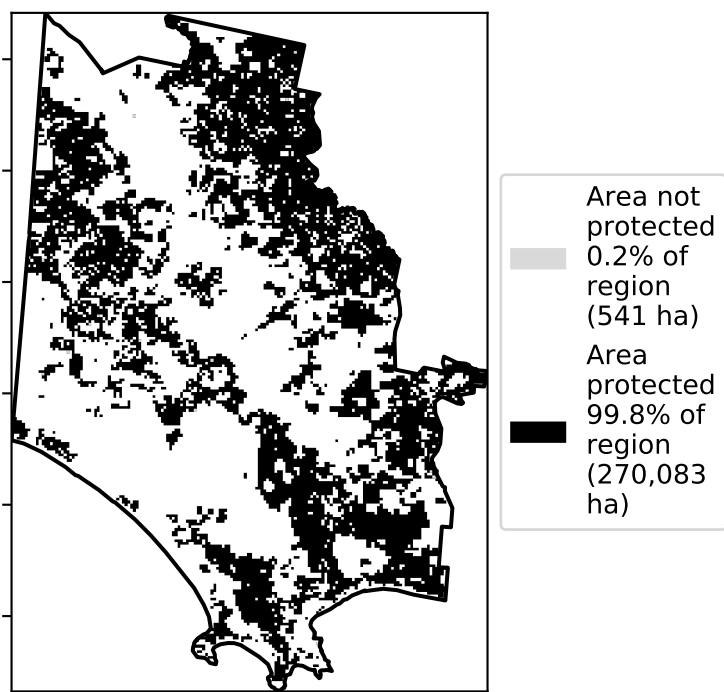 Area not
protected
0.2% of
region
(541 ha)
Area
protected
99.8% of
region
(270,083
ha)